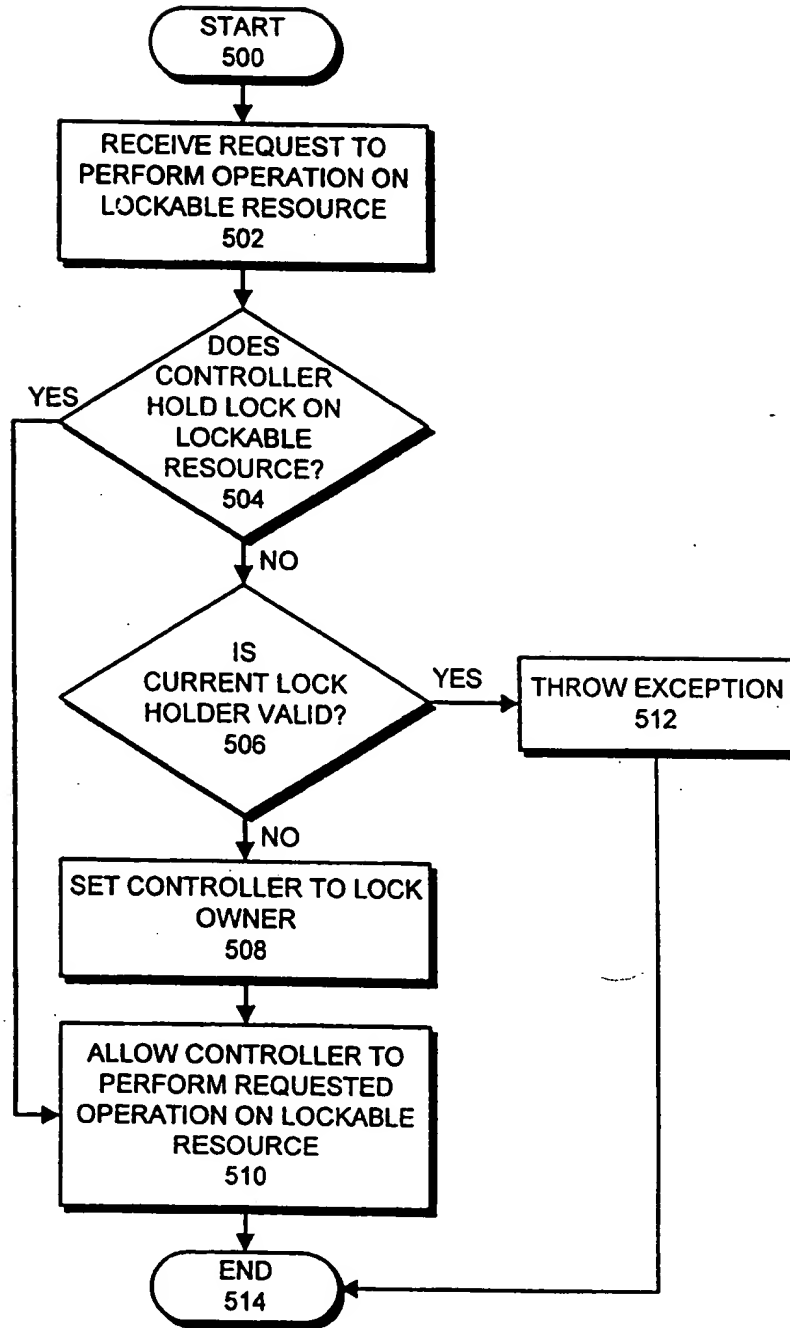 START
500
RECEIVE REQUEST TO
PERFORM OPERATION ON
LOCKABLE RESOURCE
502
DOES
CONTROLLER
HOLD LOCK ON
LOCKABLE
RESOURCE?
504
YES
NO
IS
CURRENT LOCK
HOLDER VALID?
506
YES
THROW EXCEPTION
512
NO
SET CONTROLLER TO LOCK
OWNER
508
ALLOW CONTROLLER TO
PERFORM REQUESTED
OPERATION ON LOCKABLE
RESOURCE
510
END
514